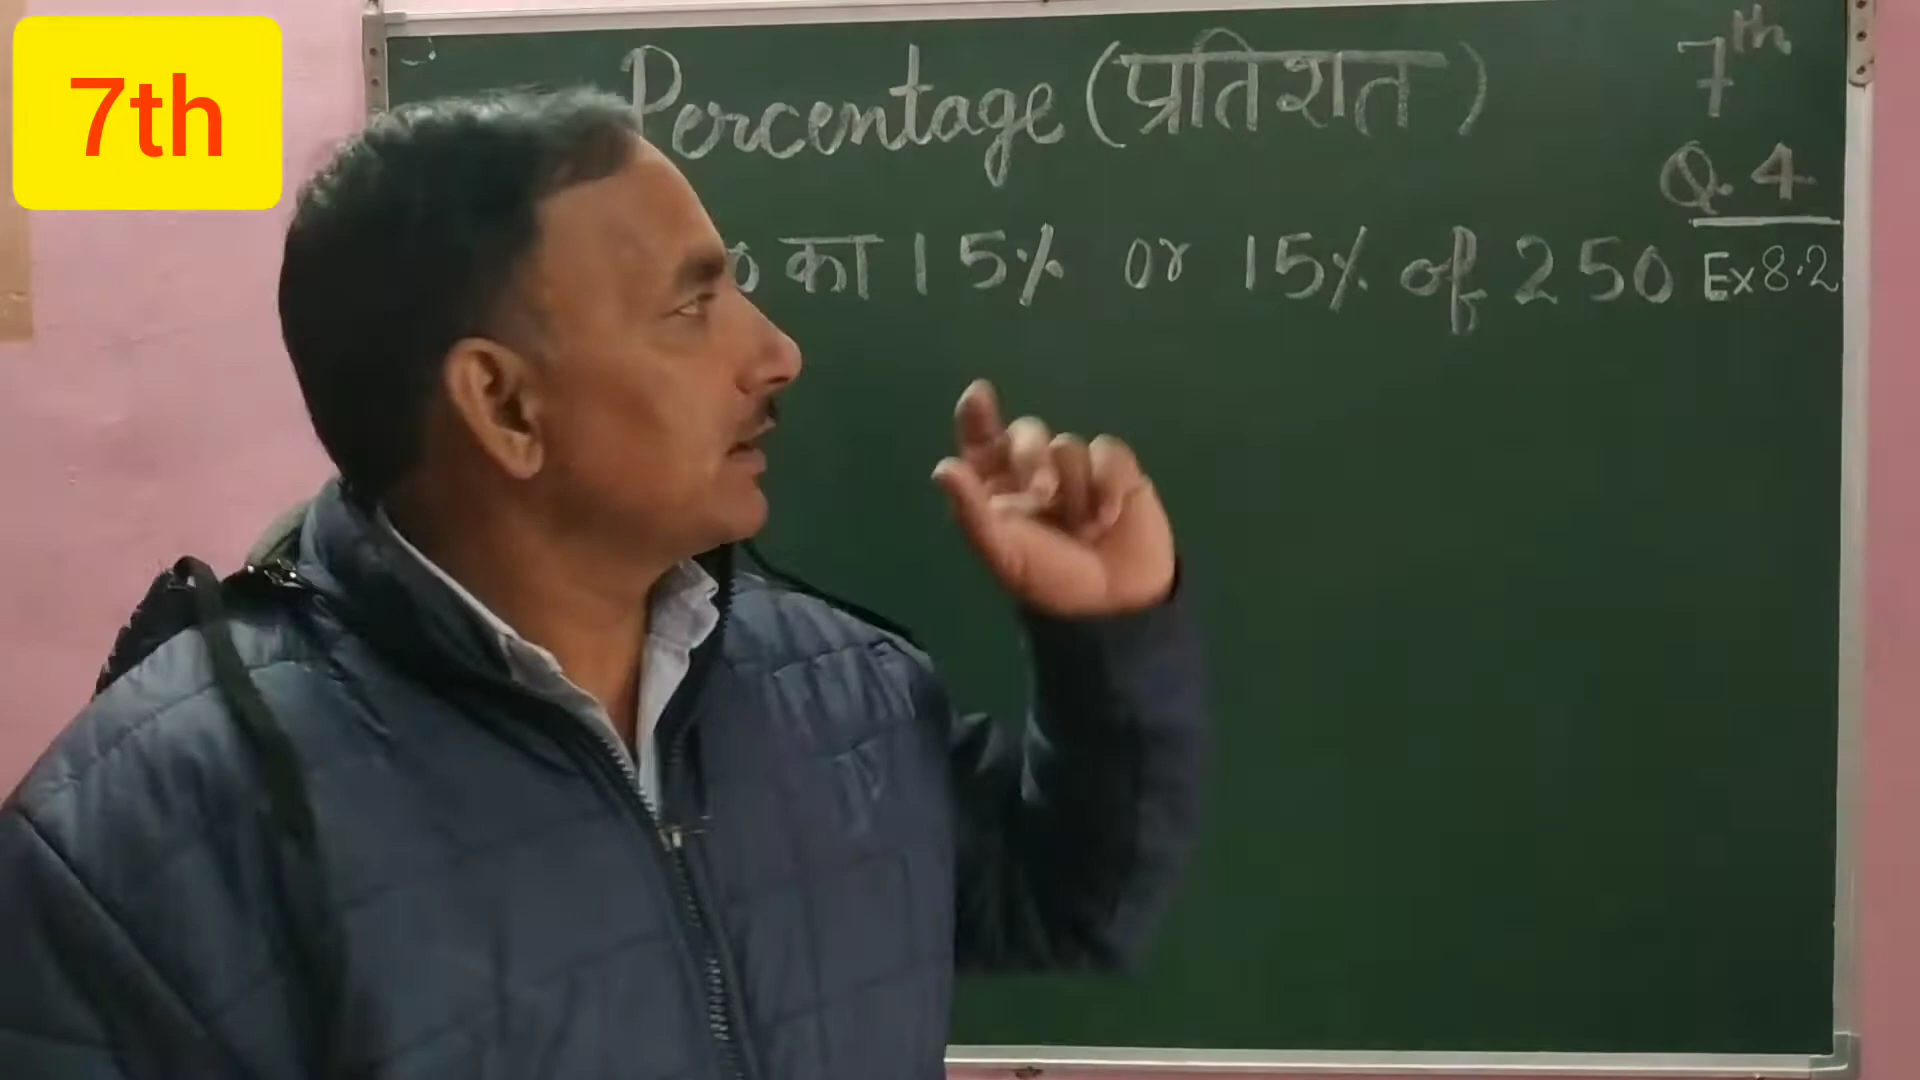 7th
Percentage (प्रतिशत)
7th
Q. 4
का 15% or 15% of 250
Ex 8.2